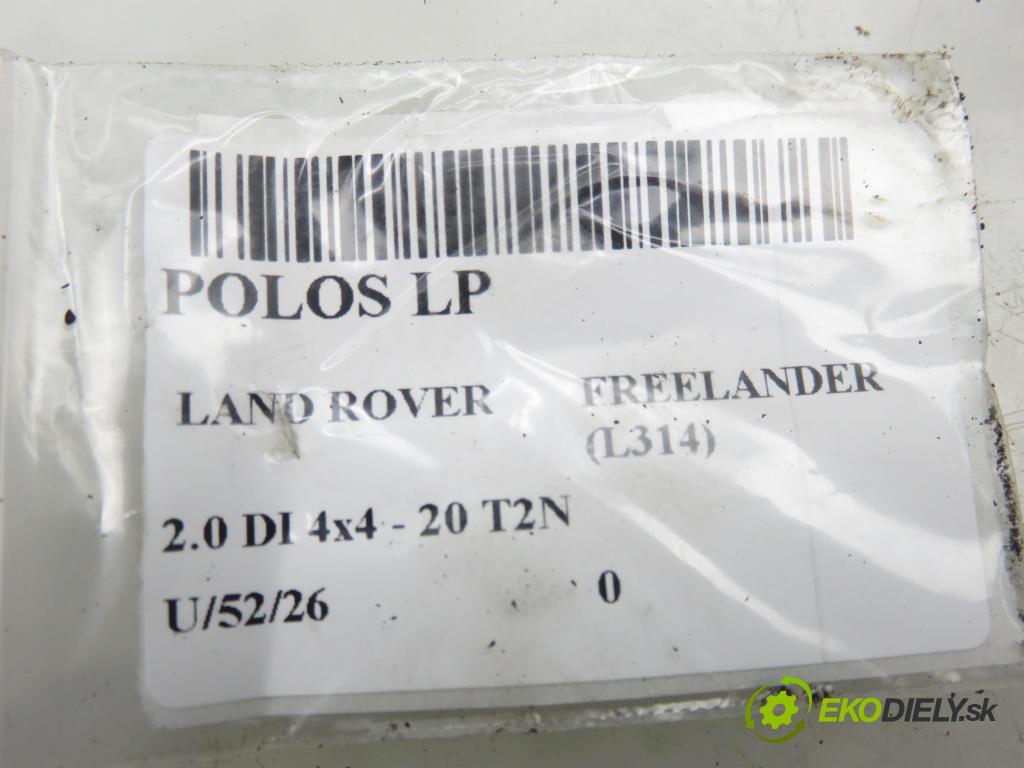 POLOS LP
LAND ROVER FREELANDER
(L314)
2.0 DI 4x4 - 20 T2N
U/52/26 0
EKODIELY.sk